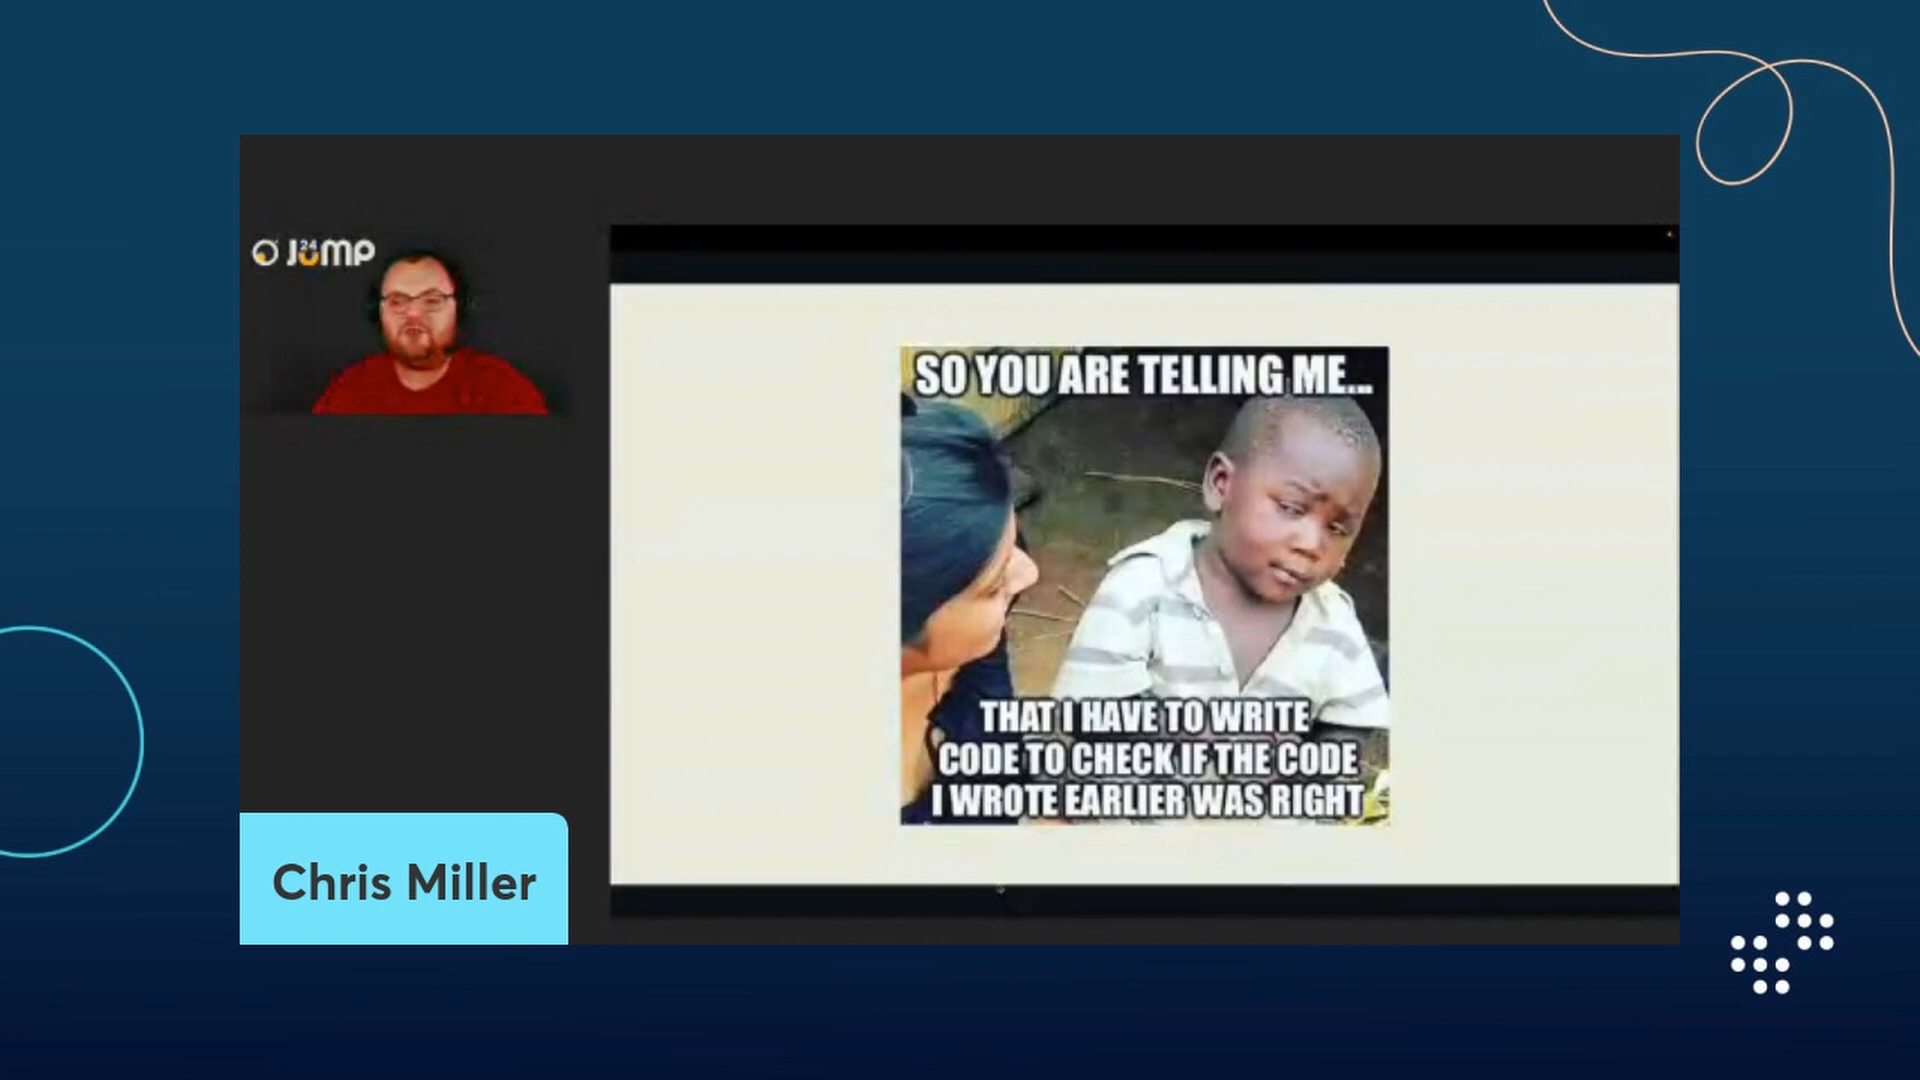 JUMP
24
SO YOU ARE TELLING ME...
THAT I HAVE TO WRITE
CODE TO CHECK IF THE CODE
I WROTE EARLIER WAS RIGHT
Chris Miller